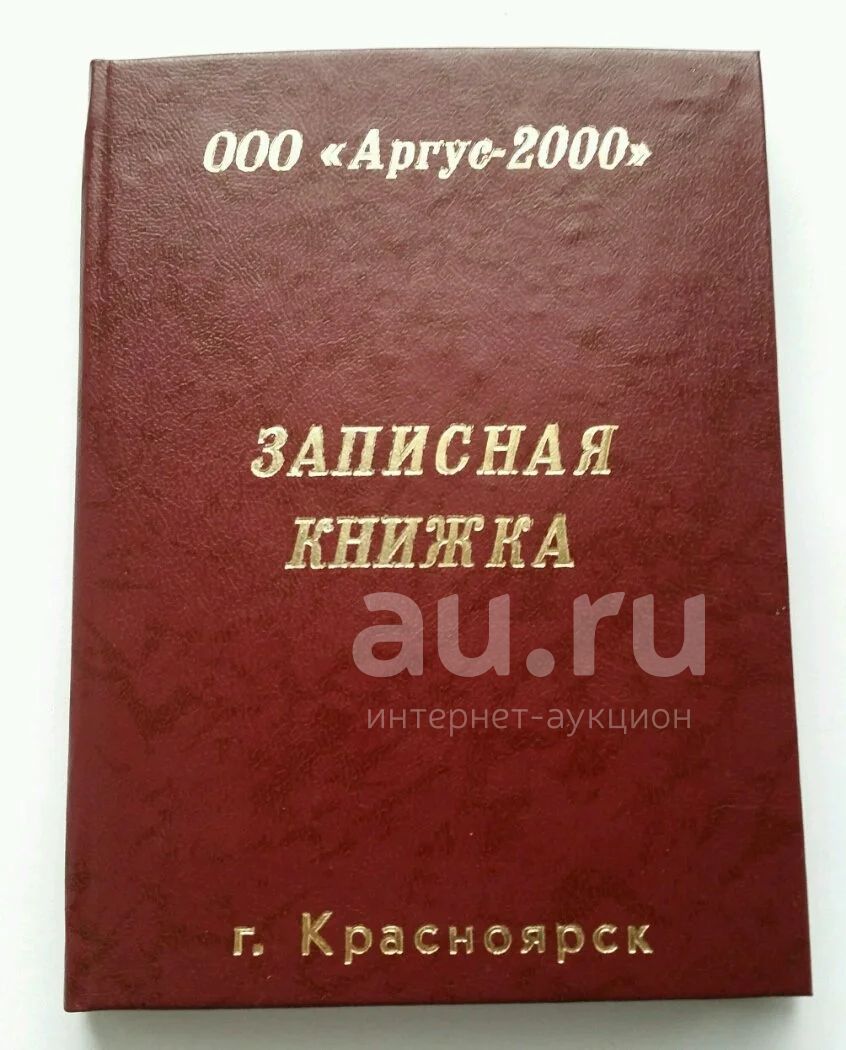 ООО «Аргус-2000»
ЗАПИСНАЯ
КНИЖКА
au.ru
интернет-аукцион
г. Красноярск